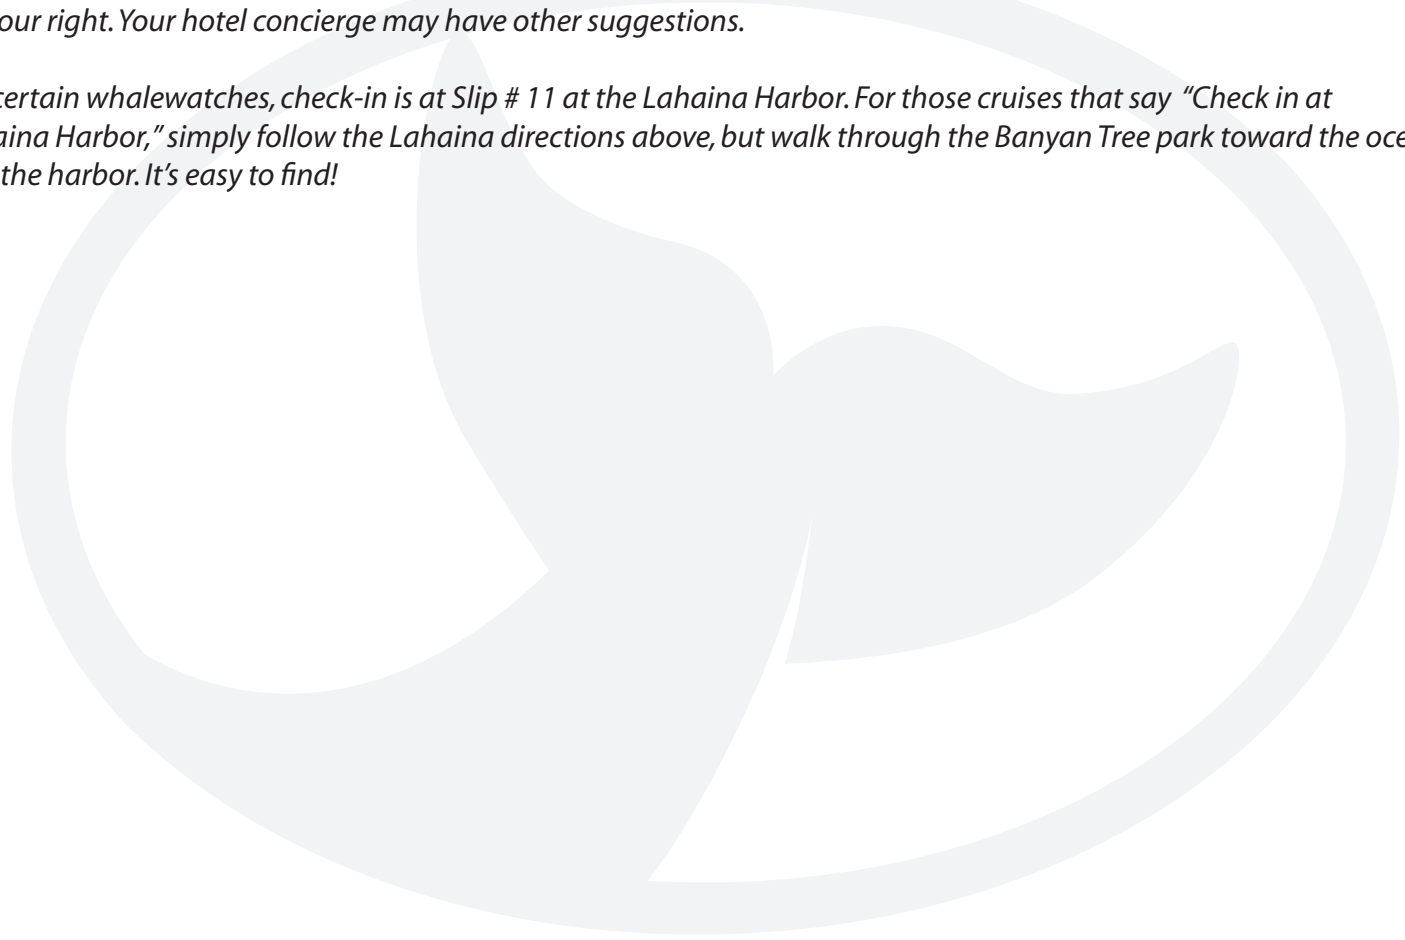 our right. Your hotel concierge may have other suggestions.
certain whalewatches, check-in is at Slip # 11 at the Lahaina Harbor. For those cruises that say “Check in at
aina Harbor,” simply follow the Lahaina directions above, but walk through the Banyan Tree park toward the oce
the harbor. It’s easy to find!